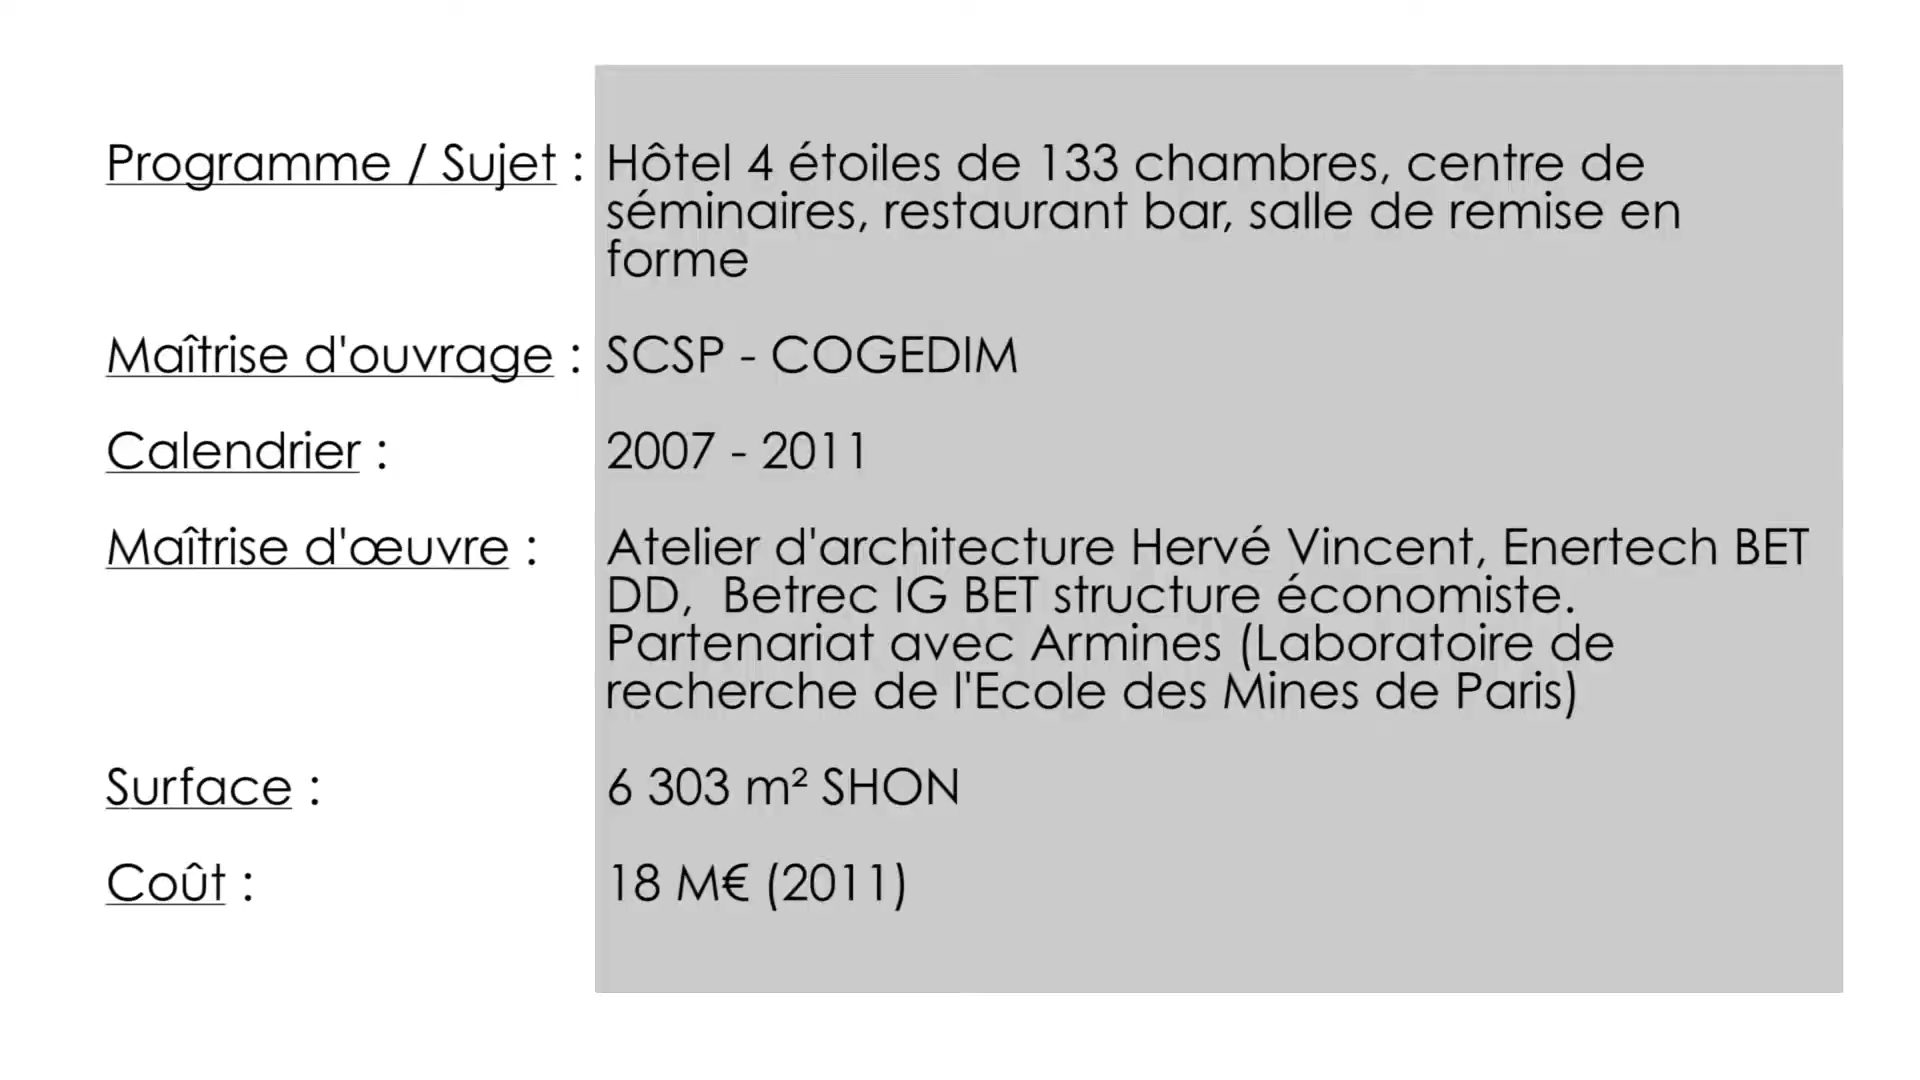 Programme / Sujet : Hôtel 4 étoiles de 133 chambres, centre de
séminaires, restaurant bar, salle de remise en
forme
Maîtrise d'ouvrage : SCSP - COGEDIM
Calendrier : 2007 - 2011
Maîtrise d'œuvre : Atelier d'architecture Hervé Vincent, Enertech BET
DD, Betrec IG BET structure économiste.
Partenariat avec Armines (Laboratoire de
recherche de l'Ecole des Mines de Paris)
Surface : 6 303 m² SHON
Coût : 18 M€ (2011)